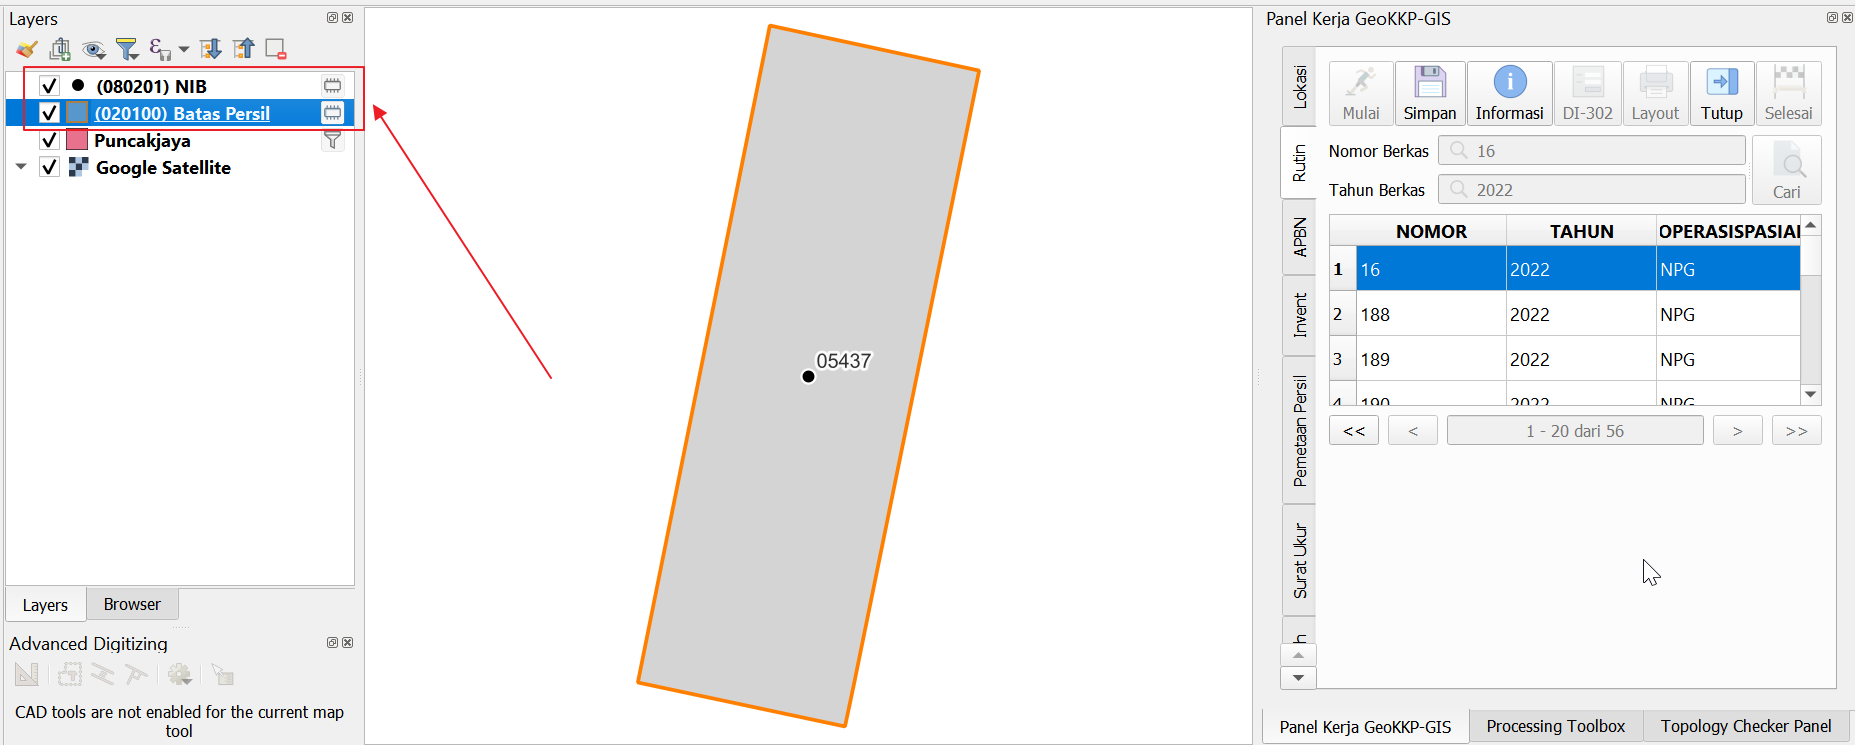 Layers
(080201) NIB
(020100) Batas Persil
Puncakjaya
Google Satellite
Layers
Browser
Advanced Digitizing
CAD tools are not enabled for the current map
tool
05437
Panel Kerja GeoKKP-GIS
Lokasi
Rutin
APBN
Invent
Pemetaan Persil
Surat Ukur
h
Mulai
Simpan
Informasi
DI-302
Layout
Tutup
Selesai
Nomor Berkas
16
Tahun Berkas
2022
Cari
NOMOR TAHUN OPERASISPASIAL
1 16 2022 NPG
2 188 2022 NPG
3 189 2022 NPG
4 190 2022 NPG
<< < 1 - 20 dari 56 > >>
Panel Kerja GeoKKP-GIS
Processing Toolbox
Topology Checker Panel